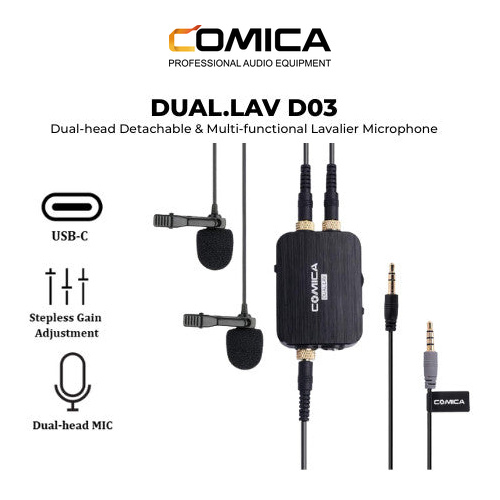 COMICA
PROFESSIONAL AUDIO EQUIPMENT
DUAL.LAV D03
Dual-head Detachable & Multi-functional Lavalier Microphone
USB-C
Stepless Gain
Adjustment
Dual-head MIC
COMICA
COMICA